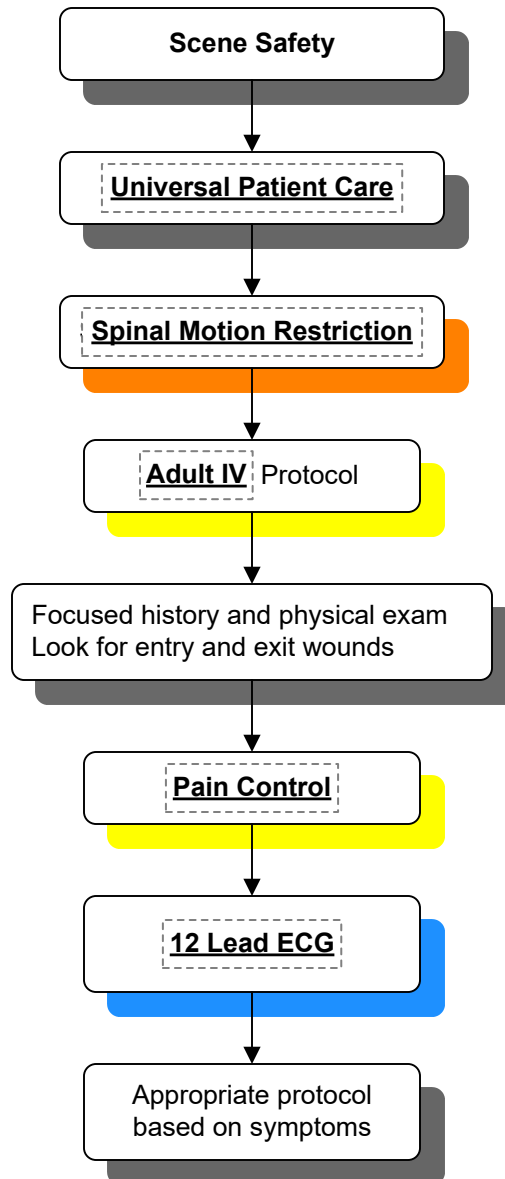 Scene Safety
Universal Patient Care
Spinal Motion Restriction
Adult IV Protocol
Focused history and physical exam
Look for entry and exit wounds
Pain Control
12 Lead ECG
Appropriate protocol
based on symptoms